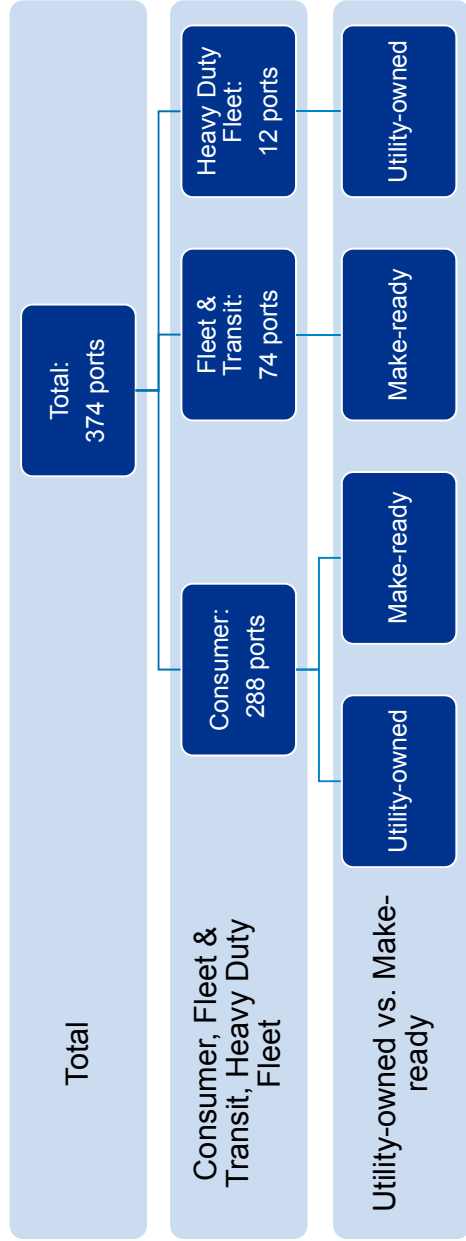 Total
Total:
374 ports
Consumer, Fleet &
Transit, Heavy Duty
Fleet
Consumer:
288 ports
Fleet &
Transit:
74 ports
Heavy Duty
Fleet:
12 ports
Utility-owned vs. Make-
ready
Utility-owned
Make-ready
Make-ready
Utility-owned